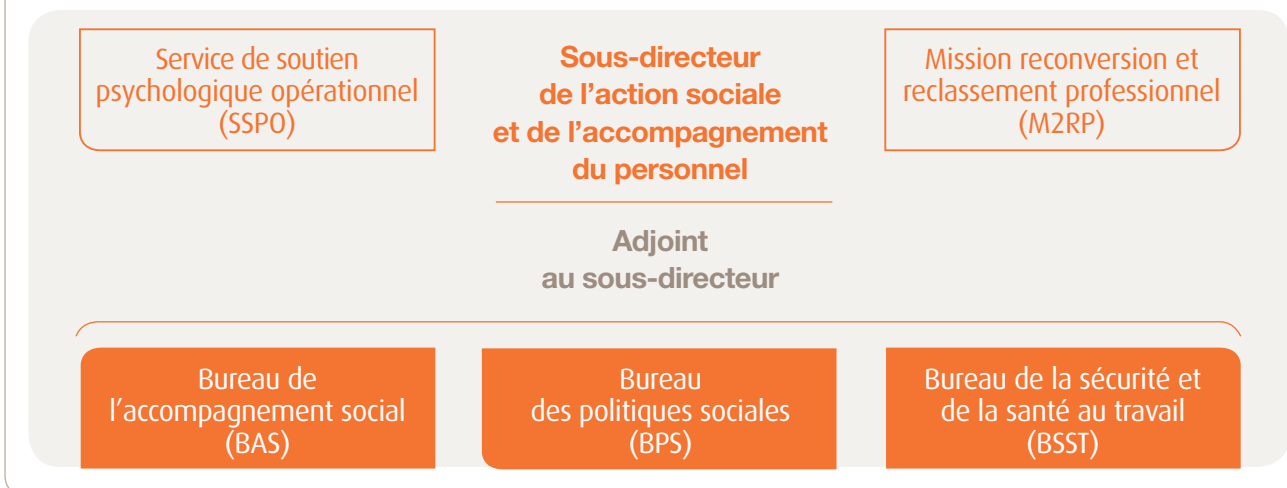 Service de soutien
psychologique opérationnel
(SSPO)
Sous-directeur
de l’action sociale
et de l’accompagnement
du personnel
Mission reconversion et
reclassement professionnel
(M2RP)
Adjoint
au sous-directeur
Bureau de
l’accompagnement social
(BAS)
Bureau
des politiques sociales
(BPS)
Bureau de la sécurité et
de la santé au travail
(BSST)